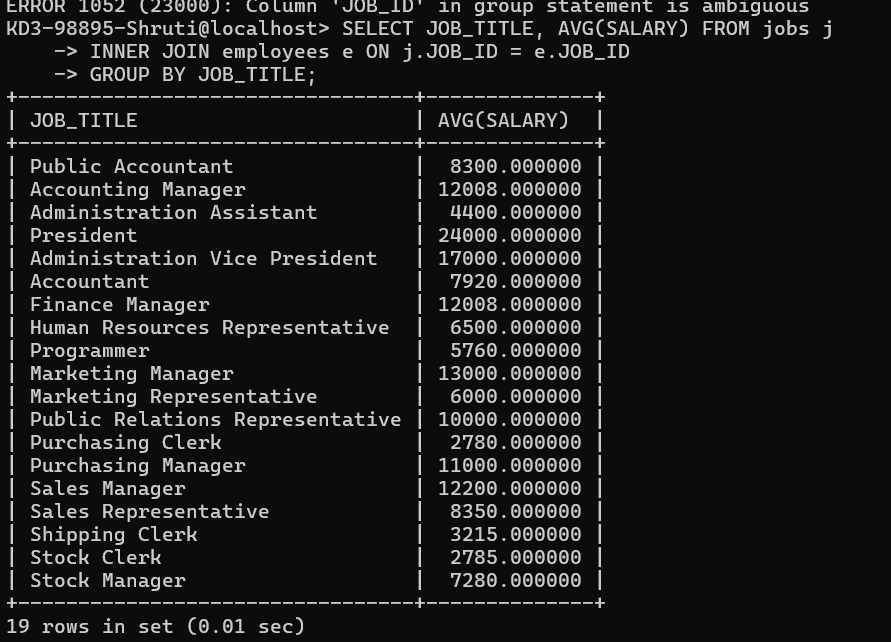 ERROR 1052 (23000): Column 'JOB_ID' in group statement is ambiguous
KD3-98895-Shruti@localhost> SELECT JOB_TITLE, AVG(SALARY) FROM jobs j
    -> INNER JOIN employees e ON j.JOB_ID = e.JOB_ID
    -> GROUP BY JOB_TITLE;
+---------------------------------+--------------+
| JOB_TITLE                       | AVG(SALARY)  |
+---------------------------------+--------------+
| Public Accountant               |  8300.000000 |
| Accounting Manager              | 12008.000000 |
| Administration Assistant        |  4400.000000 |
| President                       | 24000.000000 |
| Administration Vice President   | 17000.000000 |
| Accountant                      |  7920.000000 |
| Finance Manager                 | 12008.000000 |
| Human Resources Representative  |  6500.000000 |
| Programmer                      |  5760.000000 |
| Marketing Manager               | 13000.000000 |
| Marketing Representative        |  6000.000000 |
| Public Relations Representative | 10000.000000 |
| Purchasing Clerk                |  2780.000000 |
| Purchasing Manager              | 11000.000000 |
| Sales Manager                   | 12200.000000 |
| Sales Representative            |  8350.000000 |
| Shipping Clerk                  |  3215.000000 |
| Stock Clerk                     |  2785.000000 |
| Stock Manager                   |  7280.000000 |
+---------------------------------+--------------+
19 rows in set (0.01 sec)